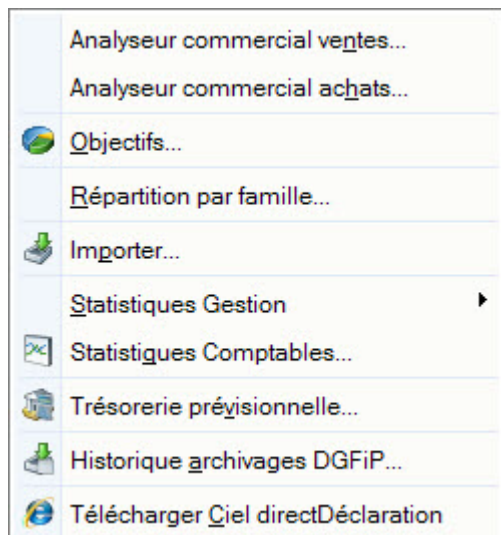 Analyseur commercial ventes...
Analyseur commercial achats...
Objectifs...
Répartition par famille...
Importer...
Statistiques Gestion
Statistiques Comptables...
Trésorerie prévisionnelle...
Historique archivages DGFiP...
Télécharger Ciel directDéclaration